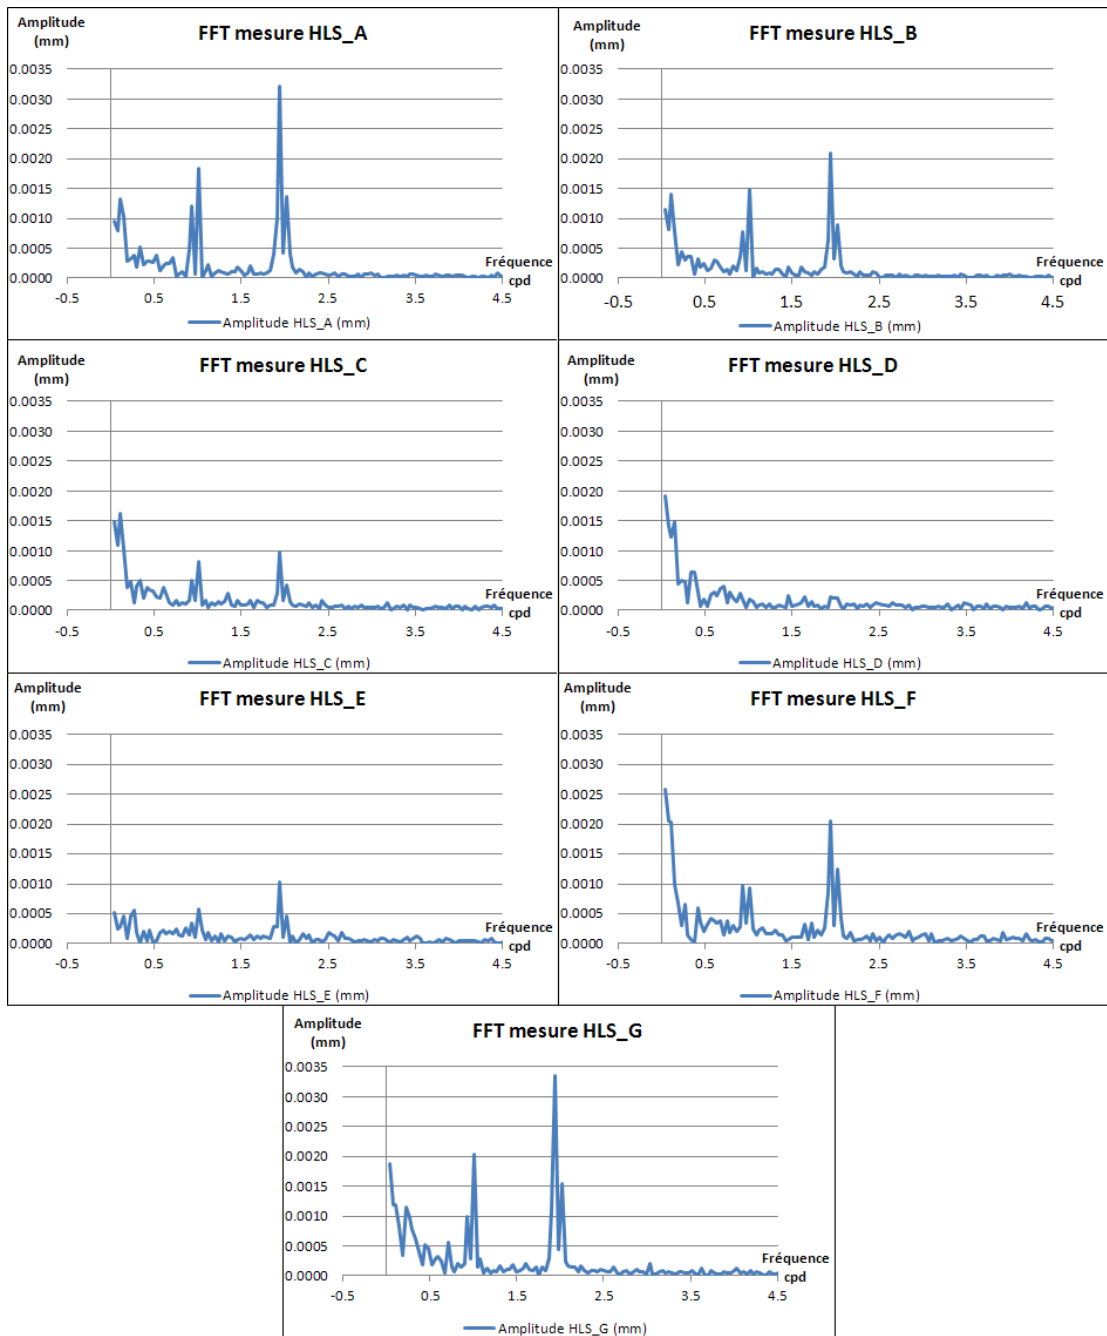 Amplitude
(mm)
FFT mesure HLS_A
0.0035
0.0030
0.0025
0.0020
0.0015
0.0010
0.0005
0.0000
Fréquence
cpd
-0.5 0.5 1.5 2.5 3.5 4.5
Amplitude HLS_A (mm)
Amplitude
(mm)
FFT mesure HLS_B
0.0035
0.0030
0.0025
0.0020
0.0015
0.0010
0.0005
0.0000
Fréquence
cpd
-0.5 0.5 1.5 2.5 3.5 4.5
Amplitude HLS_B (mm)
Amplitude
(mm)
FFT mesure HLS_C
0.0035
0.0030
0.0025
0.0020
0.0015
0.0010
0.0005
0.0000
Fréquence
cpd
-0.5 0.5 1.5 2.5 3.5 4.5
Amplitude HLS_C (mm)
Amplitude
(mm)
FFT mesure HLS_D
0.0035
0.0030
0.0025
0.0020
0.0015
0.0010
0.0005
0.0000
Fréquence
cpd
-0.5 0.5 1.5 2.5 3.5 4.5
Amplitude HLS_D (mm)
Amplitude
(mm)
FFT mesure HLS_E
0.0035
0.0030
0.0025
0.0020
0.0015
0.0010
0.0005
0.0000
Fréquence
cpd
-0.5 0.5 1.5 2.5 3.5 4.5
Amplitude HLS_E (mm)
Amplitude
(mm)
FFT mesure HLS_F
0.0035
0.0030
0.0025
0.0020
0.0015
0.0010
0.0005
0.0000
Fréquence
cpd
-0.5 0.5 1.5 2.5 3.5 4.5
Amplitude HLS_F (mm)
Amplitude
(mm)
FFT mesure HLS_G
0.0035
0.0030
0.0025
0.0020
0.0015
0.0010
0.0005
0.0000
Fréquence
cpd
-0.5 0.5 1.5 2.5 3.5 4.5
Amplitude HLS_G (mm)